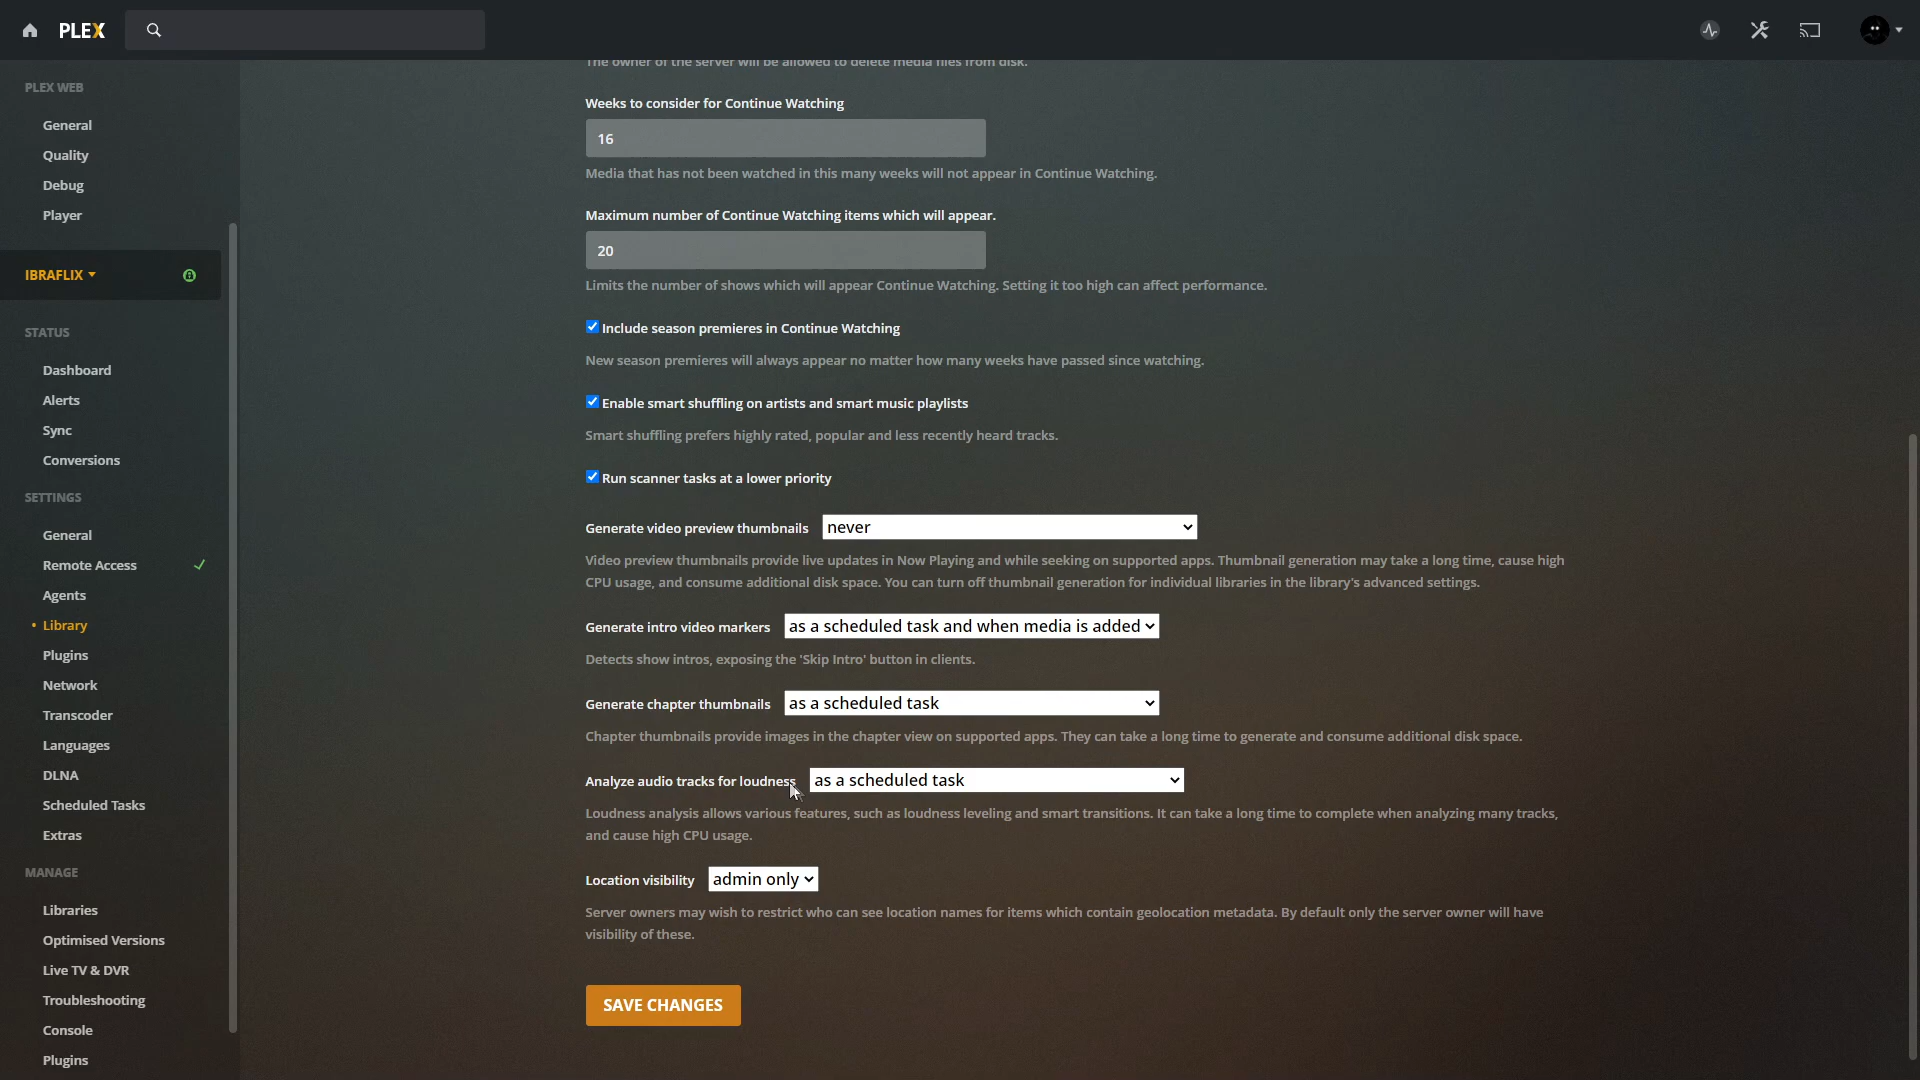 PLEX
PLEX WEB
General
Quality
Debug
Player
IBRAFLIX
STATUS
Dashboard
Alerts
Sync
Conversions
SETTINGS
General
Remote Access
Agents
Library
Plugins
Network
Transcoder
Languages
DLNA
Scheduled Tasks
Extras
MANAGE
Libraries
Optimised Versions
Live TV & DVR
Troubleshooting
Console
Plugins
The owner of the server will be allowed to delete media files from disk.
Weeks to consider for Continue Watching
16
Media that has not been watched in this many weeks will not appear in Continue Watching.
Maximum number of Continue Watching items which will appear.
20
Limits the number of shows which will appear Continue Watching. Setting it too high can affect performance.
Include season premieres in Continue Watching
New season premieres will always appear no matter how many weeks have passed since watching.
Enable smart shuffling on artists and smart music playlists
Smart shuffling prefers highly rated, popular and less recently heard tracks.
Run scanner tasks at a lower priority
Generate video preview thumbnails never
Video preview thumbnails provide live updates in Now Playing and while seeking on supported apps. Thumbnail generation may take a long time, cause high
CPU usage, and consume additional disk space. You can turn off thumbnail generation for individual libraries in the library's advanced settings.
Generate intro video markers as a scheduled task and when media is added
Detects show intros, exposing the 'Skip Intro' button in clients.
Generate chapter thumbnails as a scheduled task
Chapter thumbnails provide images in the chapter view on supported apps. They can take a long time to generate and consume additional disk space.
Analyze audio tracks for loudness as a scheduled task
Loudness analysis allows various features, such as loudness leveling and smart transitions. It can take a long time to complete when analyzing many tracks,
and cause high CPU usage.
Location visibility admin only
Server owners may wish to restrict who can see location names for items which contain geolocation metadata. By default only the server owner will have
visibility of these.
SAVE CHANGES